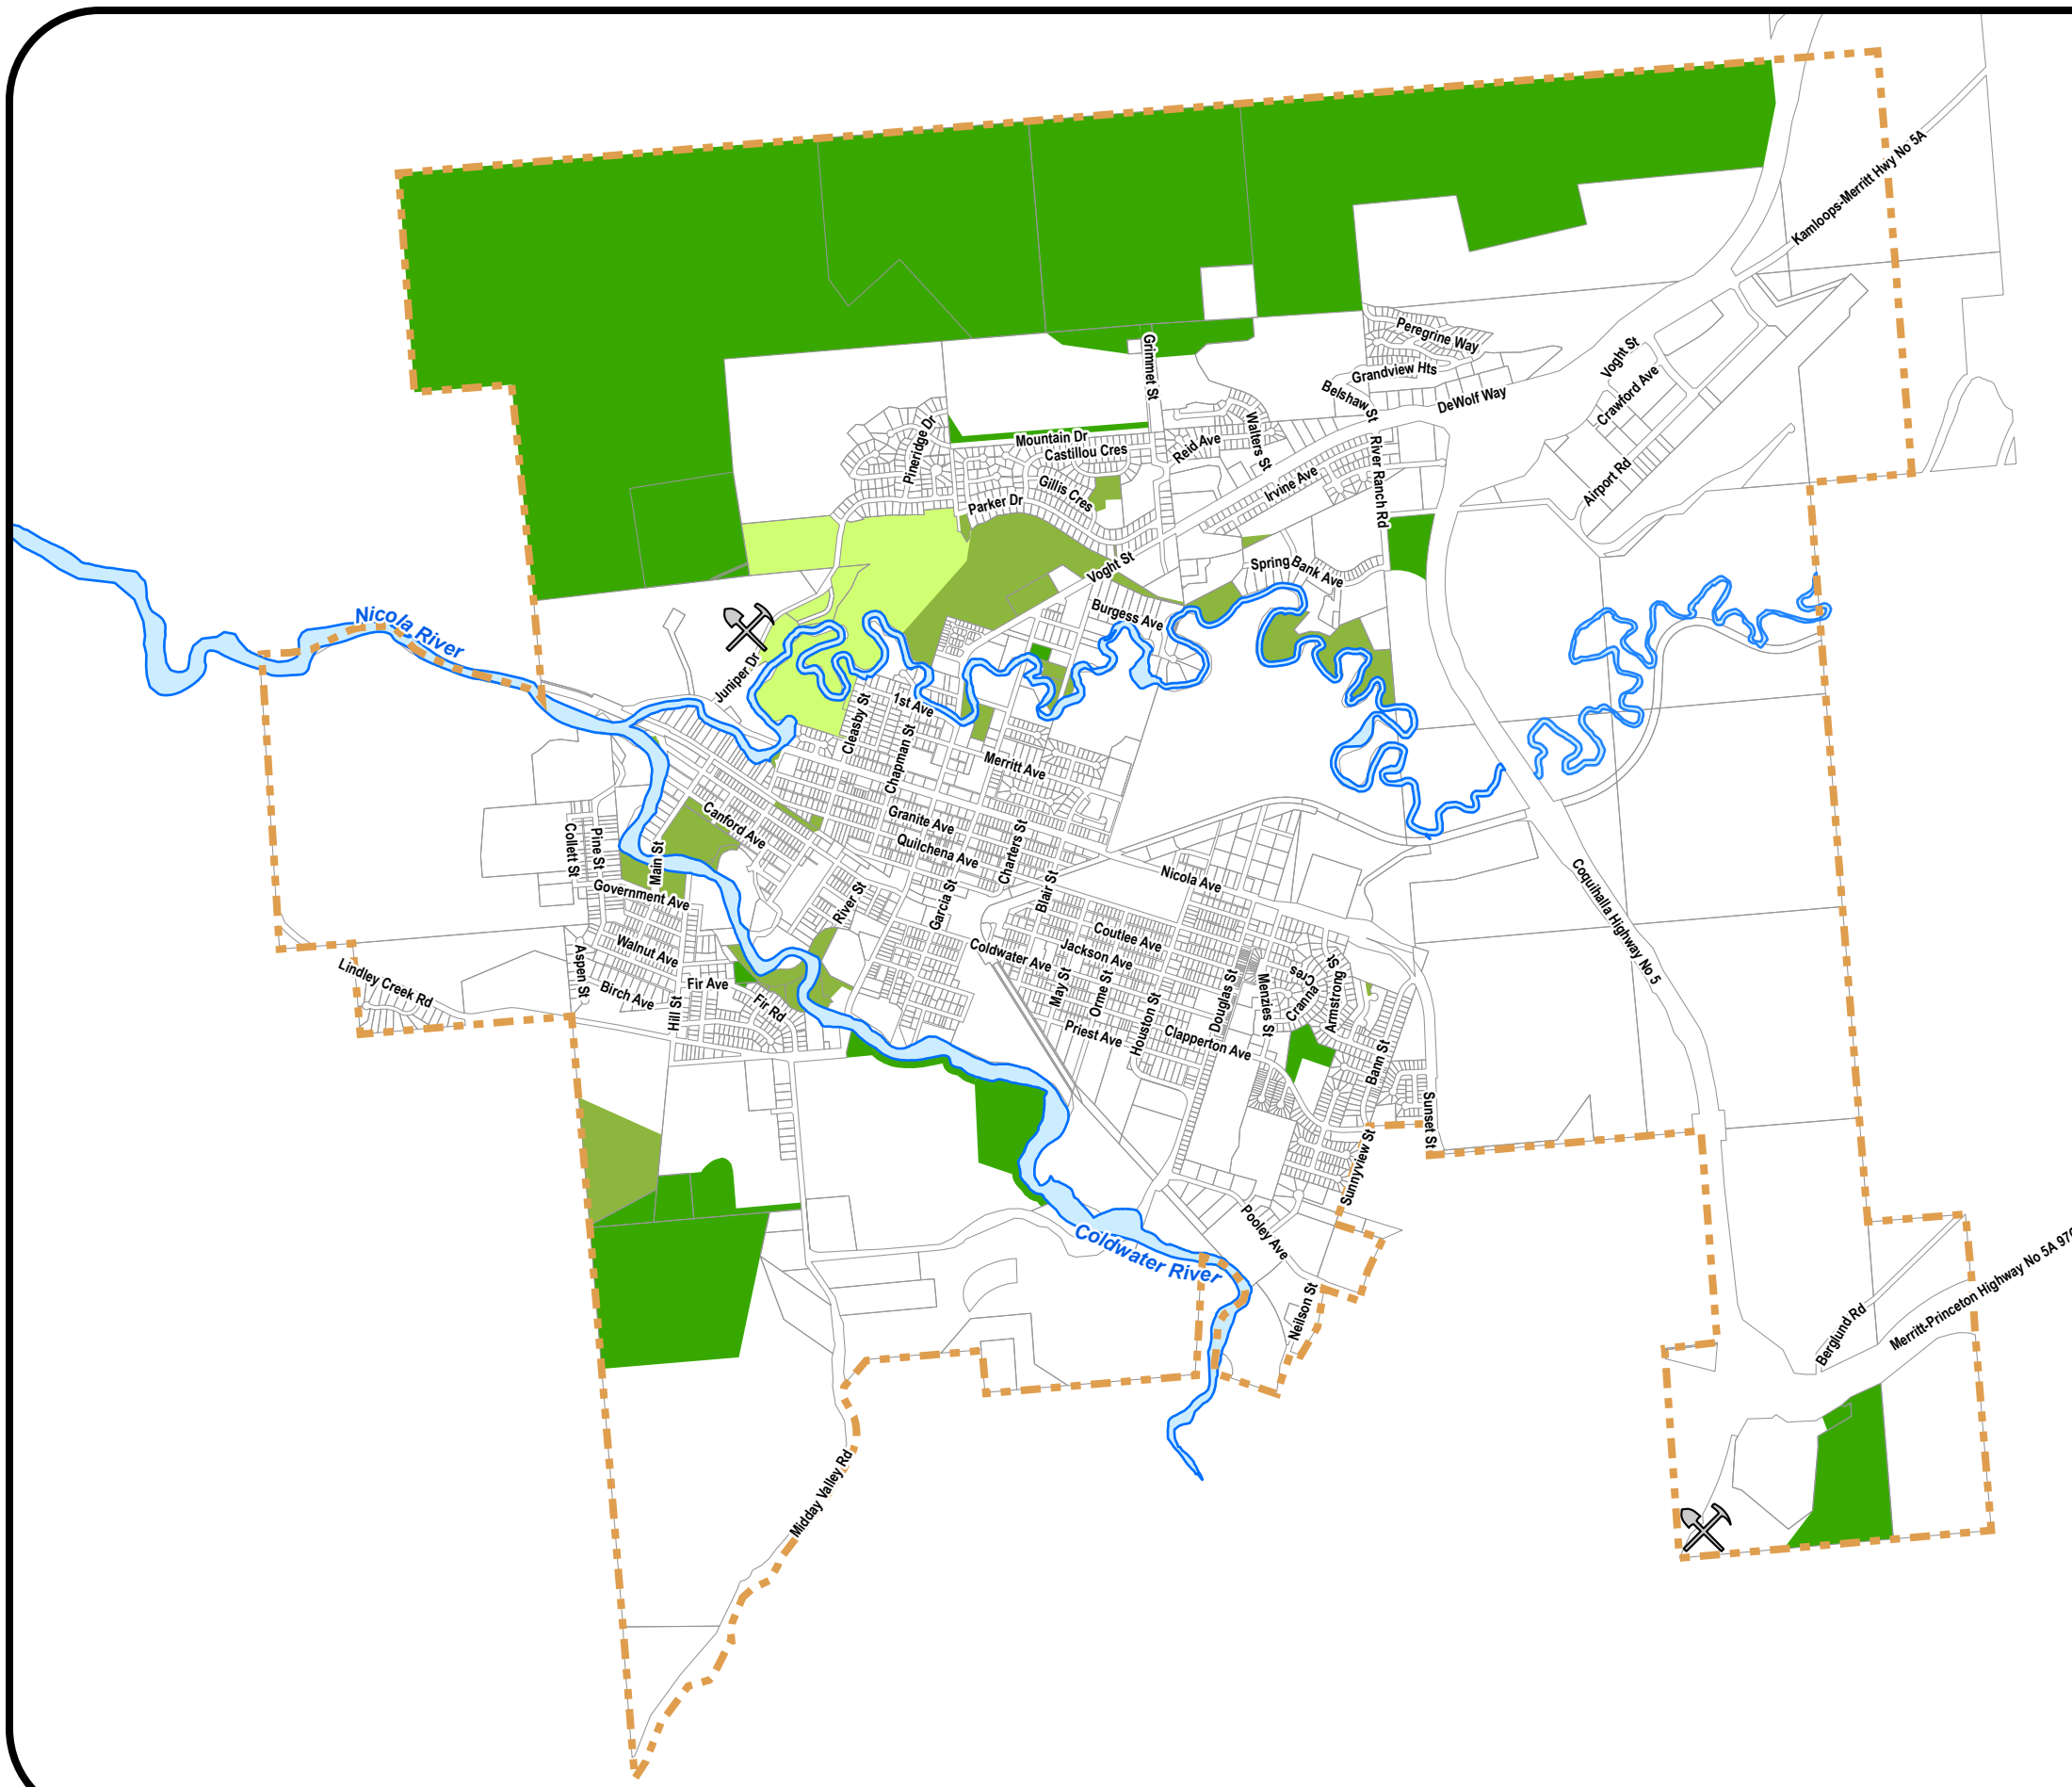 Kamloops-Merritt Hwy No 5A
Peregrine Way
Grimmet St
Voght St
Grandview Hts
Belshaw St
DeWolf Way
Crawford Ave
Pineridge Dr
Mountain Dr
Castillou Cres
Reid Ave
Walters St
River Ranch Rd
Irvine Ave
Airport Rd
Gillis Cres
Parker Dr
Voght St
Spring Bank Ave
Burgess Ave
Nicola River
Juniper Dr
1st Ave
Cleasby St
Chapman St
Merritt Ave
Canford Ave
Granite Ave
Quilchena Ave
Charters St
Collett St
Pine St
Main St
Government Ave
Nicola Ave
Blair St
River St
Garcia St
Coquihalla Highway No 5
Coutlee Ave
Jackson Ave
Coldwater Ave
Walnut Ave
Aspen St
Lindley Creek Rd
Birch Ave
Fir Ave
Hill St
Fir Rd
May St
Orme St
Houston St
Douglas St
Menzies St
Cranna Cres
Armstrong St
Priest Ave
Clapperton Ave
Bann St
Sunset St
Sunnyview St
Pooley Ave
Coldwater River
Neilson St
Berglund Rd
Merritt-Princeton Highway No 5A 97C
Midday Valley Rd